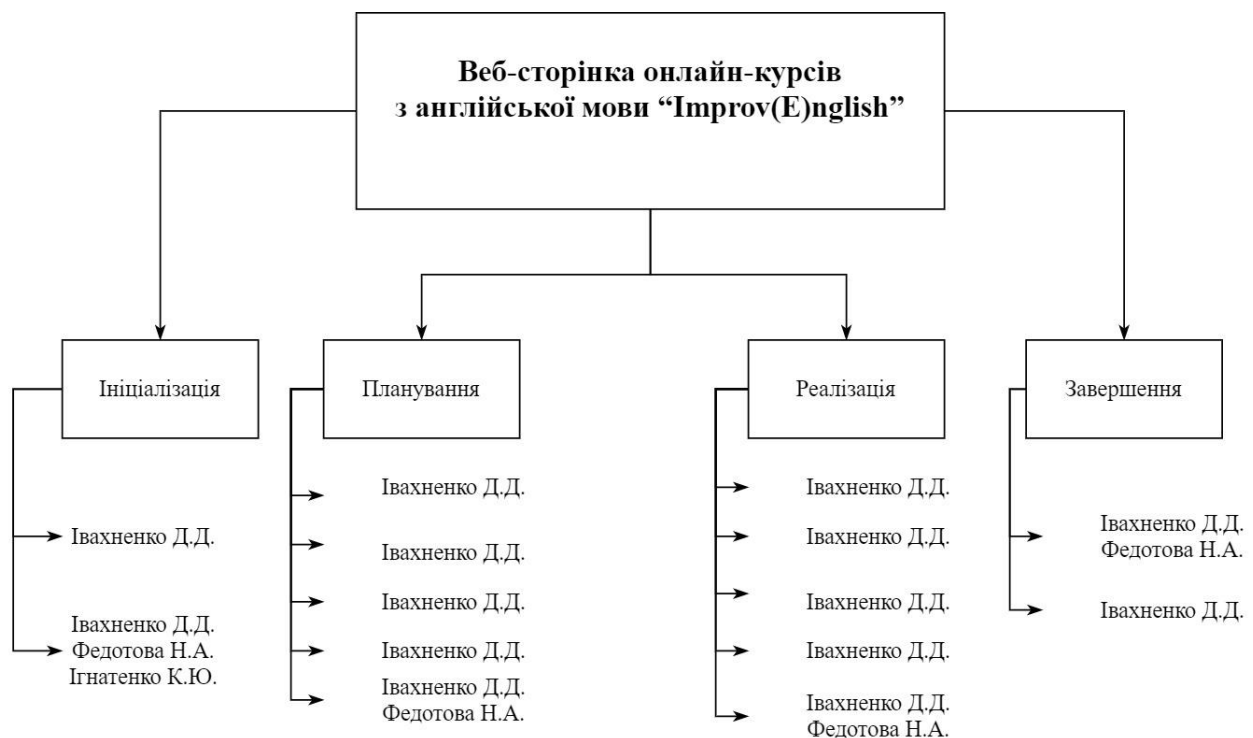 Веб-сторінка онлайн-курсів
з англійської мови “Improv(E)nglish”
Ініціалізація
Івахненко Д.Д.
Івахненко Д.Д.
Федотова Н.А.
Ігнатенко К.Ю.
Планування
Івахненко Д.Д.
Івахненко Д.Д.
Івахненко Д.Д.
Івахненко Д.Д.
Івахненко Д.Д.
Федотова Н.А.
Реалізація
Івахненко Д.Д.
Івахненко Д.Д.
Івахненко Д.Д.
Івахненко Д.Д.
Івахненко Д.Д.
Федотова Н.А.
Завершення
Івахненко Д.Д.
Федотова Н.А.
Івахненко Д.Д.